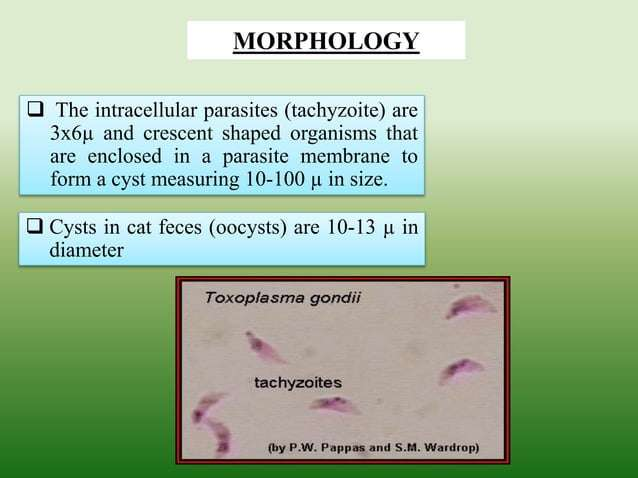 MORPHOLOGY
❑ The intracellular parasites (tachyzoite) are
3x6µ and crescent shaped organisms that
are enclosed in a parasite membrane to
form a cyst measuring 10-100 µ in size.
❑ Cysts in cat feces (oocysts) are 10-13 µ in
diameter
Toxoplasma gondii
tachyzoites
(by P.W. Pappas and S.M. Wardrop)